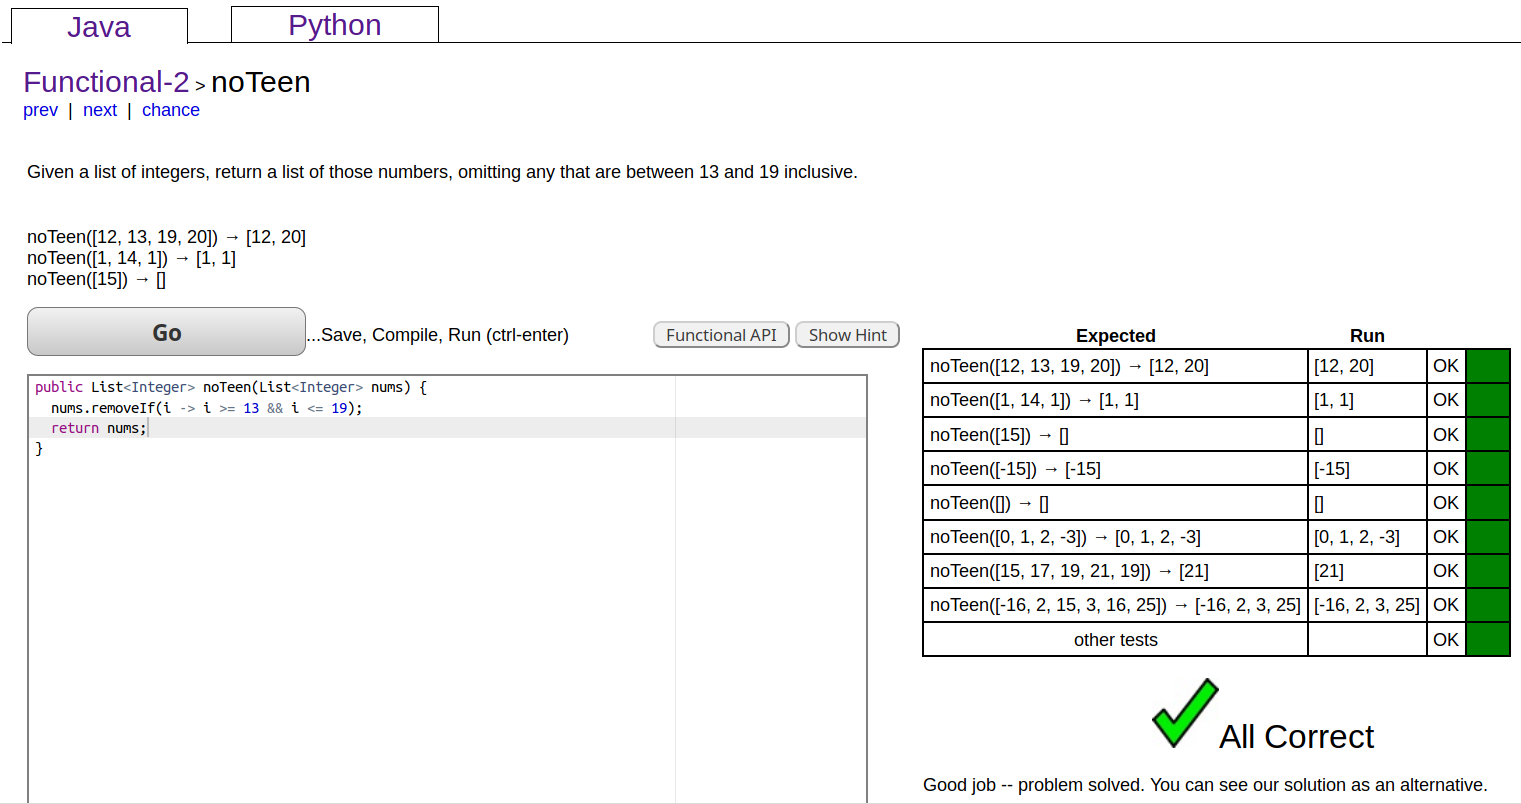 Java
Python
Functional-2 > noTeen
prev | next | chance
Given a list of integers, return a list of those numbers, omitting any that are between 13 and 19 inclusive.
noTeen([12, 13, 19, 20]) → [12, 20]
noTeen([1, 14, 1]) → [1, 1]
noTeen([15]) → []
Go ...Save, Compile, Run (ctrl-enter) Functional API Show Hint
public List<Integer> noTeen(List<Integer> nums) {
  nums.removeIf(i -> i >= 13 && i <= 19);
  return nums;
}
Expected Run
noTeen([12, 13, 19, 20]) → [12, 20] [12, 20] OK
noTeen([1, 14, 1]) → [1, 1] [1, 1] OK
noTeen([15]) → [] [] OK
noTeen([-15]) → [-15] [-15] OK
noTeen([]) → [] [] OK
noTeen([0, 1, 2, -3]) → [0, 1, 2, -3] [0, 1, 2, -3] OK
noTeen([15, 17, 19, 21, 19]) → [21] [21] OK
noTeen([-16, 2, 15, 3, 16, 25]) → [-16, 2, 3, 25] [-16, 2, 3, 25] OK
other tests OK
All Correct
Good job -- problem solved. You can see our solution as an alternative.